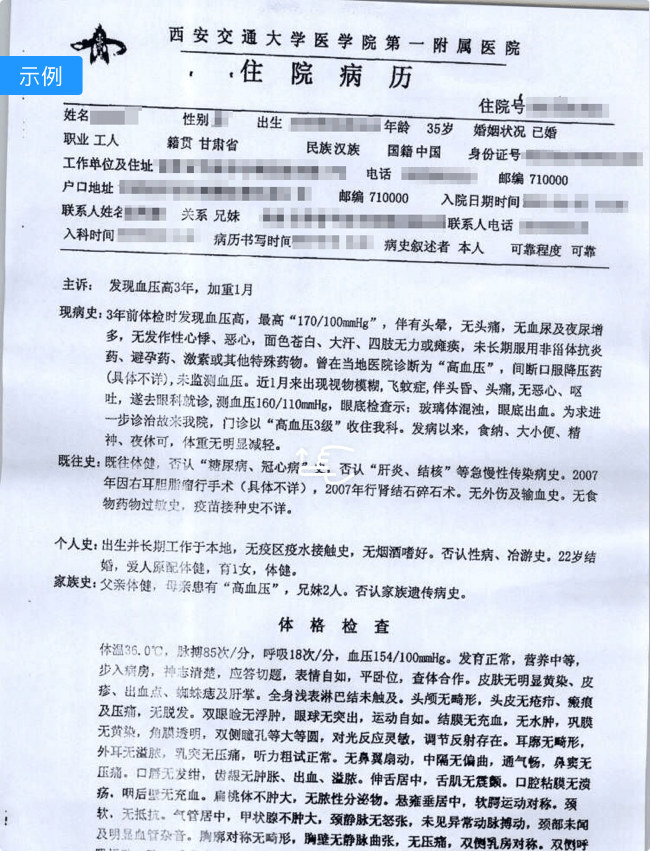 西安交通大学医学院第一附属医院
示例
住院病历
住院号
姓名 性别 出生 年龄 35岁 婚姻状况 已婚
职业 工人 籍贯 甘肃省 民族 汉族 国籍 中国 身份证号
工作单位及住址 电话 邮编 710000
户口地址 邮编 710000 入院日期时间
联系人姓名 关系 兄妹 联系人电话
入科时间 病历书写时间 病史叙述者 本人 可靠程度 可靠
主诉： 发现血压高3年，加重1月
现病史：3年前体检时发现血压高，最高“170/100mmHg”，伴有头晕，无头痛，无血尿及夜尿增
多，无发作性心悸、恶心，面色苍白、大汗、四肢无力或瘫痪，未长期服用非甾体抗炎
药、避孕药、激素或其他特殊药物。曾在当地医院诊断为“高血压”，间断口服降压药
(具体不详)，未监测血压。近1月来出现视物模糊，飞蚊症，伴头昏、头痛，无恶心、呕
吐，遂去眼科就诊，测血压160/110mmHg，眼底检查示：玻璃体混浊，眼底出血。为求进
一步诊治故来我院，门诊以“高血压3级”收住我科。发病以来，食纳、大小便、精
神、夜休可，体重无明显减轻。
既往史：既往体健，否认“糖尿病、冠心病”史。否认“肝炎、结核”等急慢性传染病史。2007
年因右耳胆脂瘤行手术（具体不详），2007年行肾结石碎石术。无外伤及输血史。无食
物药物过敏史，疫苗接种史不详。
个人史：出生并长期工作于本地，无疫区疫水接触史，无烟酒嗜好。否认性病、冶游史。22岁结
婚，爱人原配体健，育1女，体健。
家族史：父亲体健，母亲患有“高血压”，兄妹2人。否认家族遗传病史。
体格检查
体温36.0℃，脉搏85次/分，呼吸18次/分，血压154/100mmHg。发育正常，营养中等，
步入病房，神志清楚，应答切题，表情自如，平卧位，查体合作。皮肤无明显黄染、皮
疹、出血点、蜘蛛痣及肝掌。全身浅表淋巴结未触及。头颅无畸形，头皮无疮疖、瘢痕
及压痛，无脱发。双眼睑无浮肿，眼球无突出，运动自如。结膜无充血，无水肿，巩膜
无黄染，角膜透明，双侧瞳孔等大等圆，对光反应灵敏，调节反射存在。耳廓无畸形，
外耳无溢脓，乳突无压痛，听力粗试正常。无鼻翼扇动，中隔无偏曲，通气畅，鼻窦无
压痛。口唇无发绀，齿龈无肿胀、出血、溢脓。伸舌居中，舌肌无震颤。口腔粘膜无溃
疡，咽后壁无充血。扁桃体不肿大，无脓性分泌物。悬雍垂居中，软腭运动对称。颈
软，无抵抗。气管居中，甲状腺不肿大，颈静脉无怒张，未见异常动脉搏动，颈部未闻
及明显血管杂音。胸廓对称无畸形，胸壁无静脉曲张，无压痛，双侧乳房对称。双侧呼